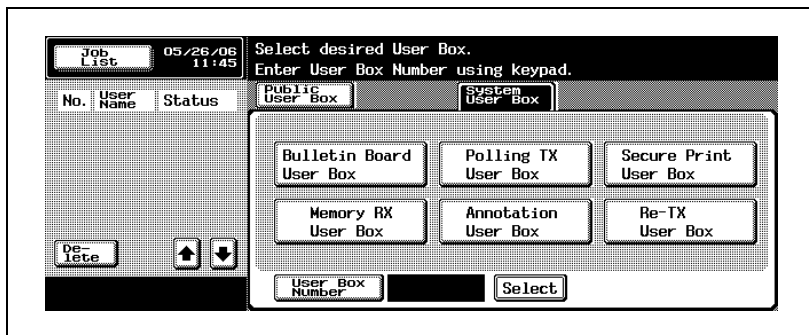 Job
List
05/26/06
11:45
Select desired User Box.
Enter User Box Number using keypad.
No.
User
Name
Status
Public
User Box
System
User Box
Bulletin Board
User Box
Polling TX
User Box
Secure Print
User Box
Memory RX
User Box
Annotation
User Box
Re-TX
User Box
De-
lete
User Box
Number
Select